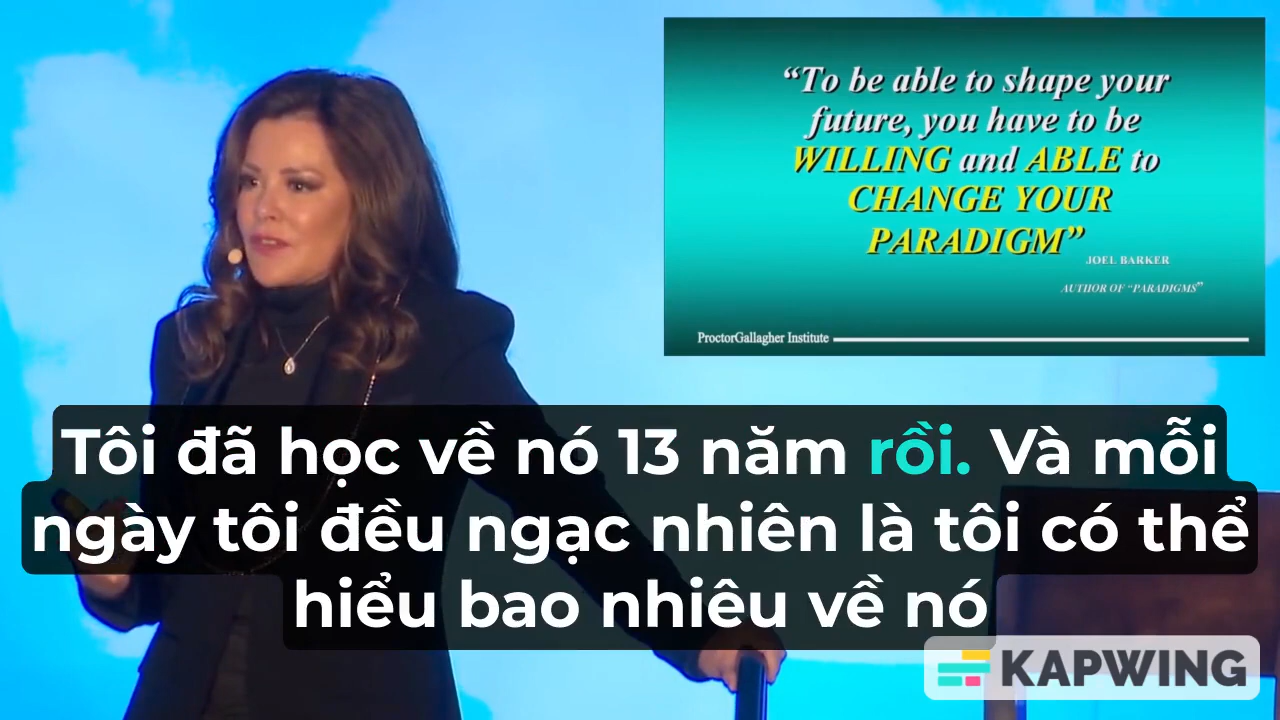 “To be able to shape your
future, you have to be
WILLING and ABLE to
CHANGE YOUR
PARADIGM”
JOEL BARKER
AUTHOR OF “PARADIGMS”
ProctorGallagher Institute
Tôi đã học về nó 13 năm rồi. Và mỗi
ngày tôi đều ngạc nhiên là tôi có thể
hiểu bao nhiêu về nó
KAPWING